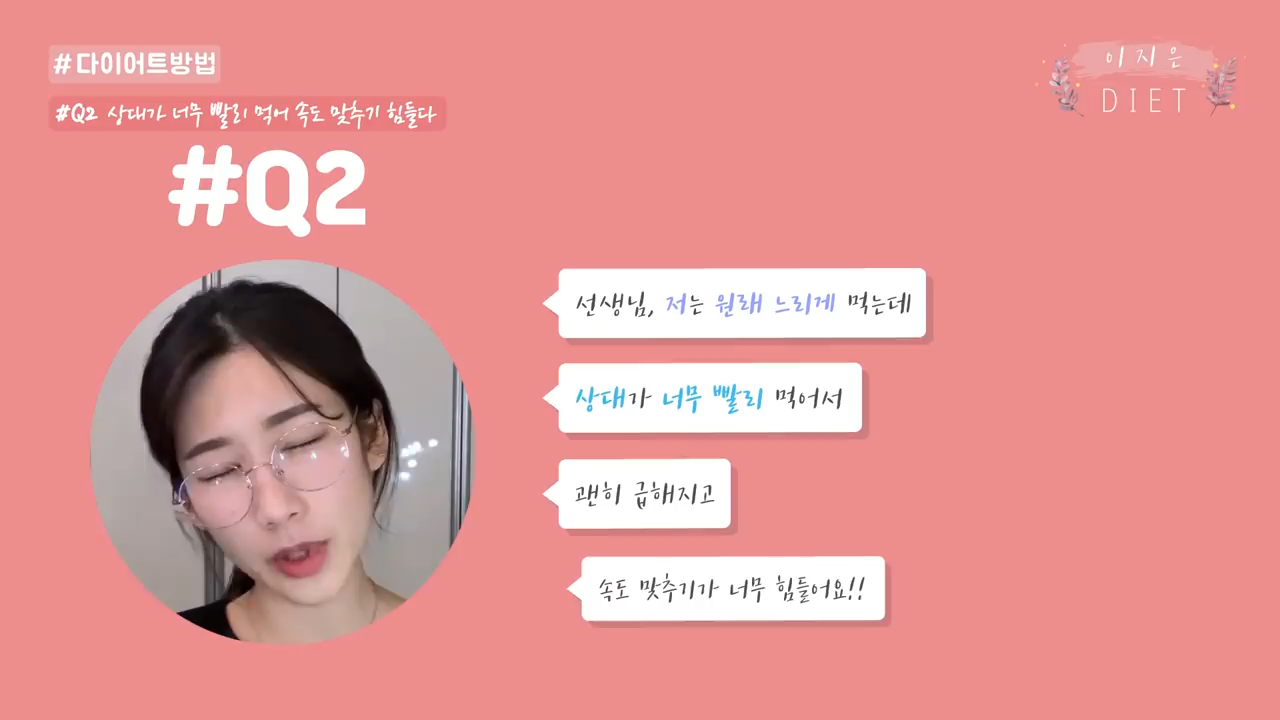 #다이어트방법
#Q2 상대가 너무 빨리 먹어 속도 맞추기 힘들다
이지은
DIET
#Q2
선생님, 저는 원래 느리게 먹는데
상대가 너무 빨리 먹어서
괜히 급해지고
속도 맞추기가 너무 힘들어요!!